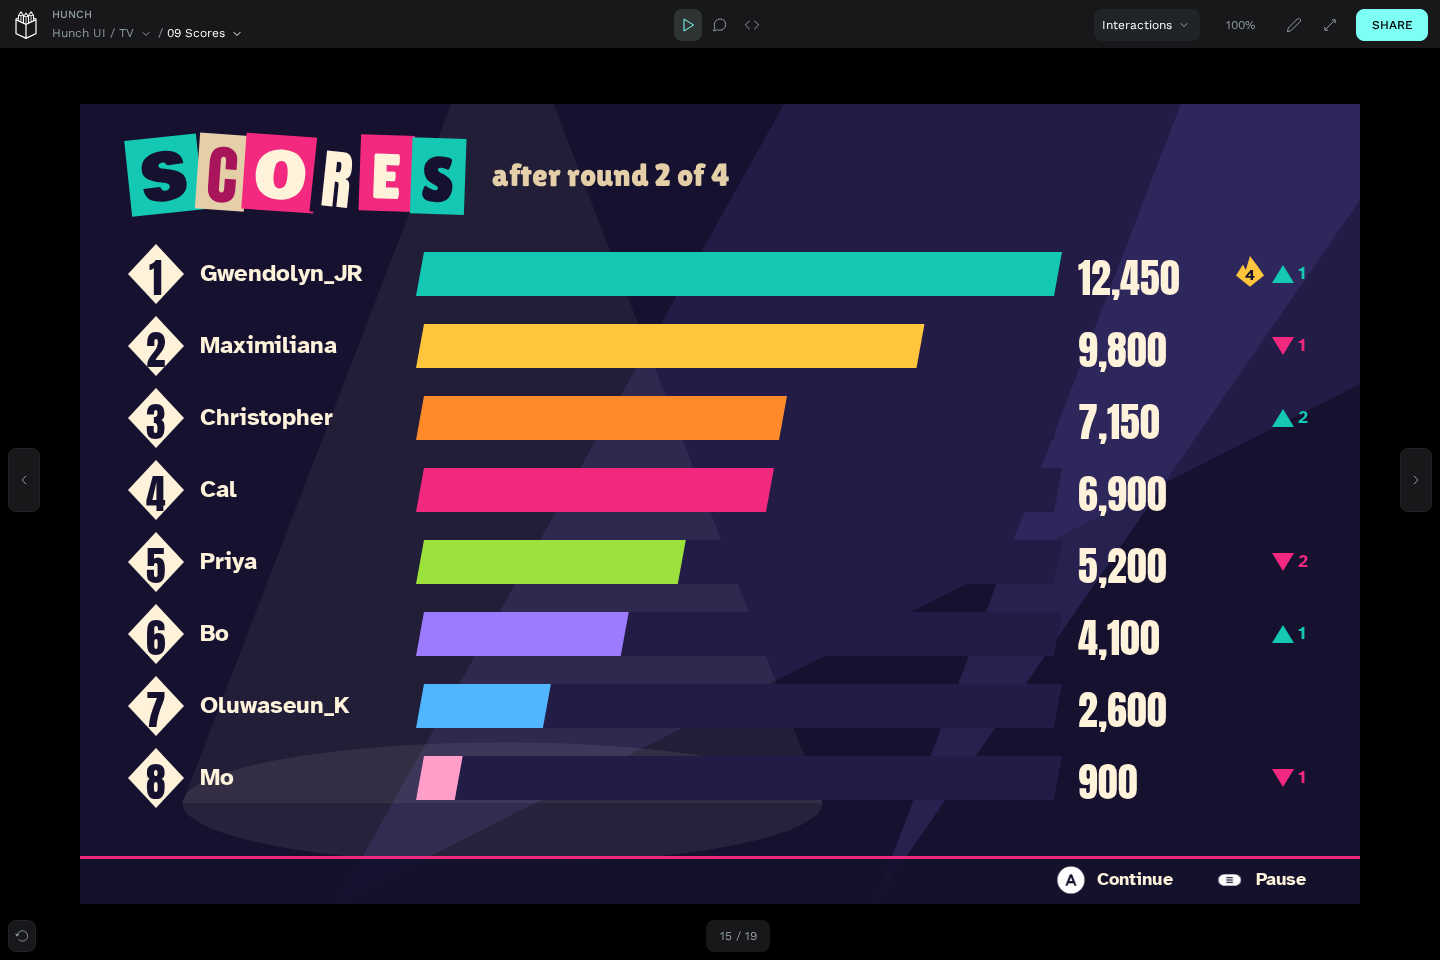 HUNCH
Hunch UI / TV / 09 Scores
Interactions
100%
SHARE
SCORES
after round 2 of 4
1 Gwendolyn_JR 12,450 4 1
2 Maximiliana 9,800 1
3 Christopher 7,150 2
4 Cal 6,900
5 Priya 5,200 2
6 Bo 4,100 1
7 Oluwaseun_K 2,600
8 Mo 900 1
A Continue Pause
15 / 19